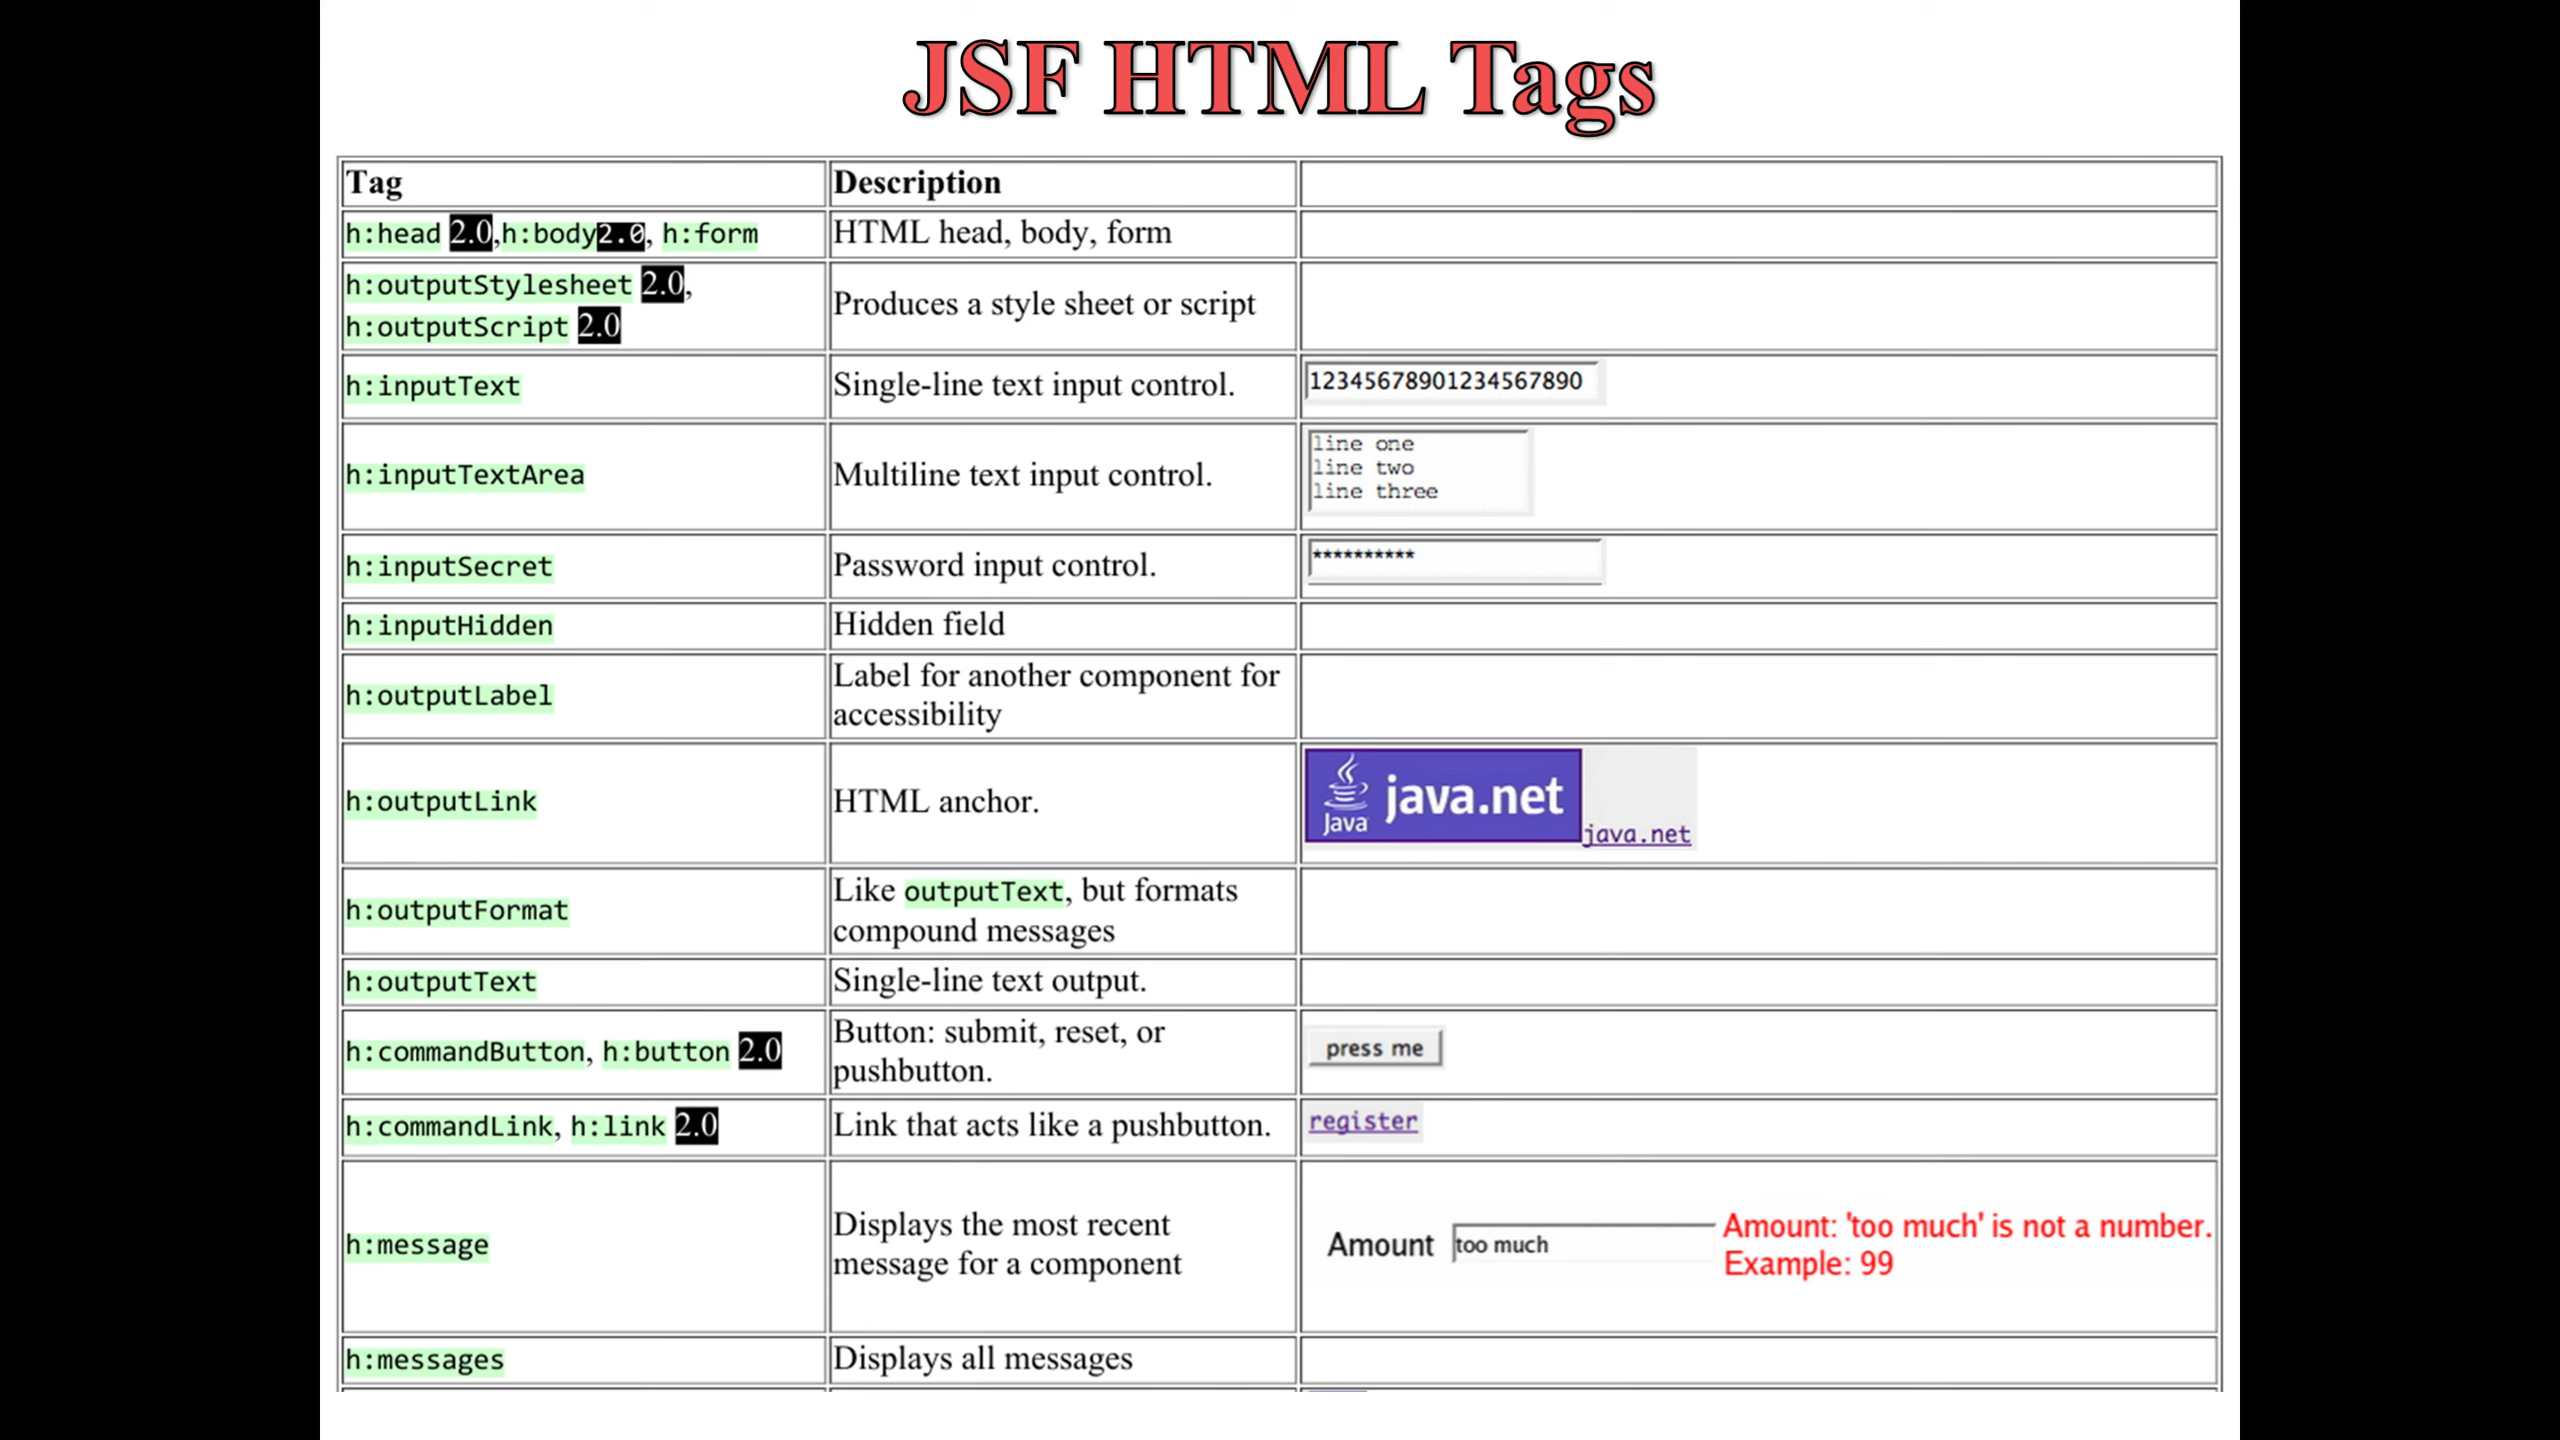 JSF HTML Tags
Tag Description
h:head 2.0,h:body2.0, h:form HTML head, body, form
h:outputStylesheet 2.0,
h:outputScript 2.0
Produces a style sheet or script
h:inputText Single-line text input control. 12345678901234567890
h:inputTextArea Multiline text input control.
line one
line two
line three
h:inputSecret Password input control. **********
h:inputHidden Hidden field
h:outputLabel
Label for another component for
accessibility
h:outputLink HTML anchor.
Java java.net
java.net
h:outputFormat
Like outputText, but formats
compound messages
h:outputText Single-line text output.
h:commandButton, h:button 2.0
Button: submit, reset, or
pushbutton.
press me
h:commandLink, h:link 2.0 Link that acts like a pushbutton. register
h:message
Displays the most recent
message for a component
Amount too much
Amount: 'too much' is not a number.
Example: 99
h:messages Displays all messages